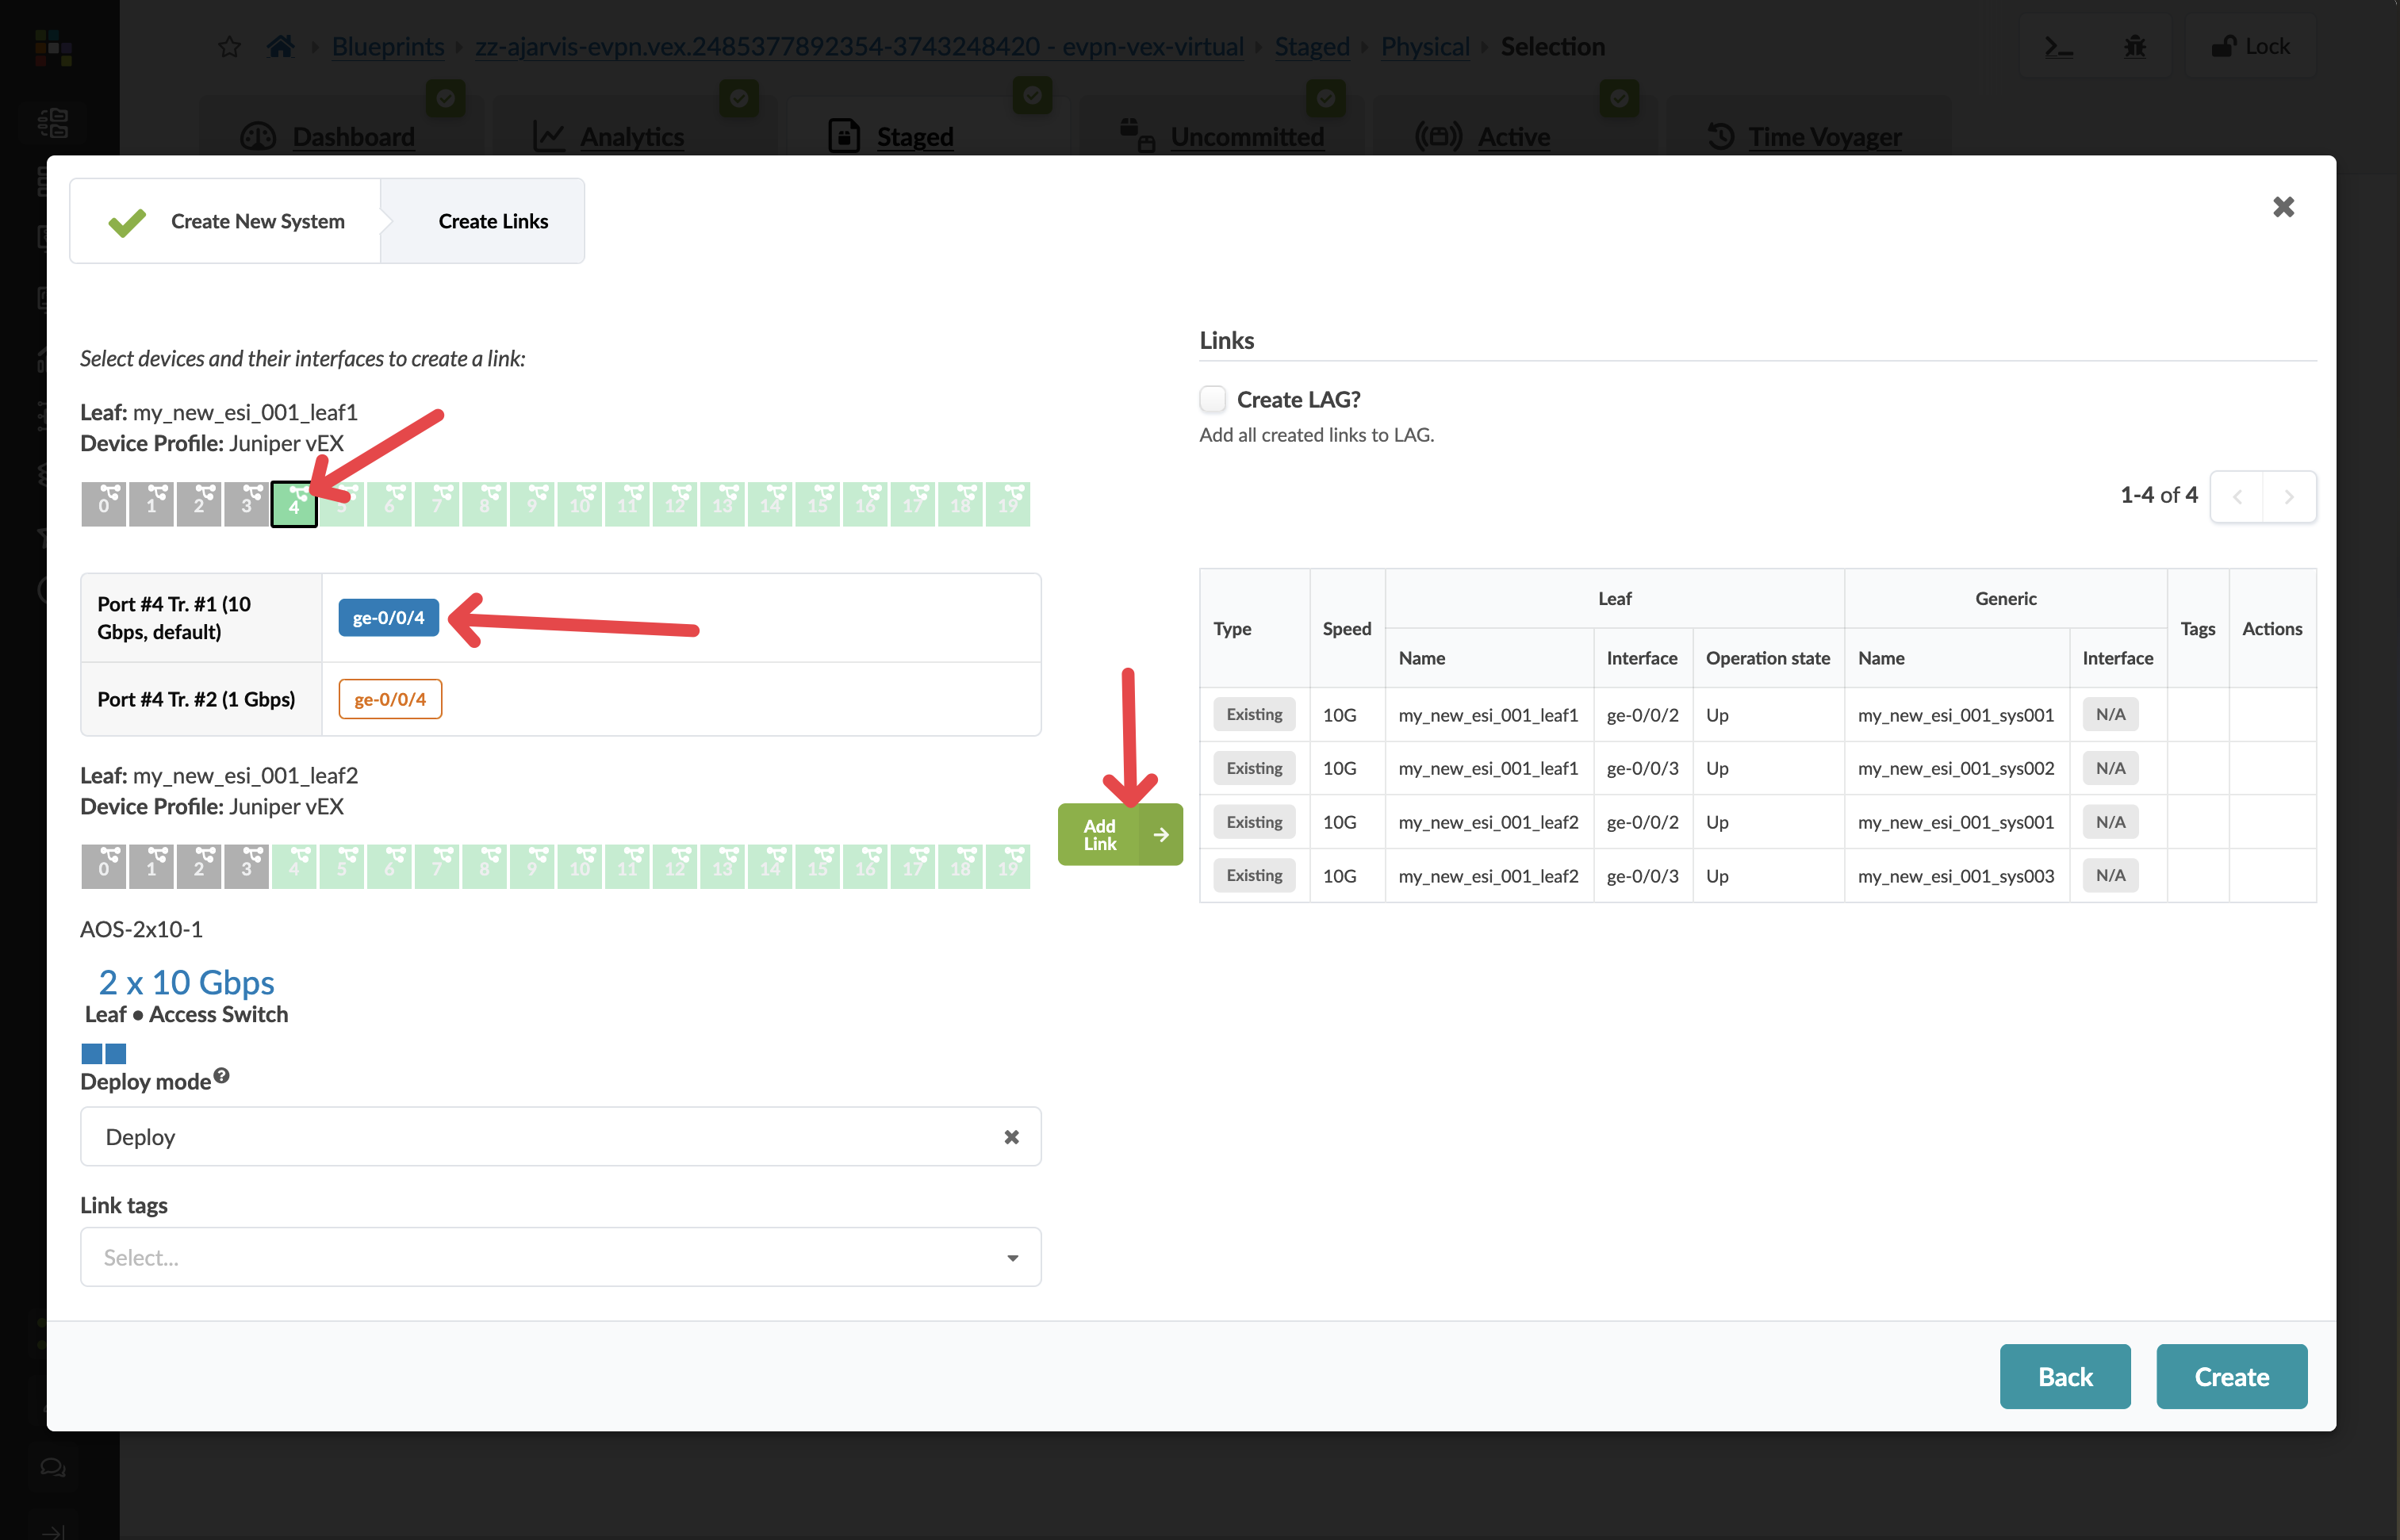 Blueprints zz-ajarvis-evpn.vex.2485377892354-3743248420 - evpn-vex-virtual Staged Physical Selection
Lock
Dashboard Analytics Staged Uncommitted Active Time Voyager
Create New System Create Links
Select devices and their interfaces to create a link:
Leaf: my_new_esi_001_leaf1
Device Profile: Juniper vEX
0 1 2 3 4 5 6 7 8 9 10 11 12 13 14 15 16 17 18 19
Port #4 Tr. #1 (10
Gbps, default)
ge-0/0/4
Port #4 Tr. #2 (1 Gbps) ge-0/0/4
Leaf: my_new_esi_001_leaf2
Device Profile: Juniper vEX
0 1 2 3 4 5 6 7 8 9 10 11 12 13 14 15 16 17 18 19
AOS-2x10-1
2 x 10 Gbps
Leaf • Access Switch
Deploy mode
Deploy
Link tags
Select...
Add
Link
Links
Create LAG?
Add all created links to LAG.
1-4 of 4
Type Speed Leaf Generic Tags Actions
Name Interface Operation state Name Interface
Existing 10G my_new_esi_001_leaf1 ge-0/0/2 Up my_new_esi_001_sys001 N/A
Existing 10G my_new_esi_001_leaf1 ge-0/0/3 Up my_new_esi_001_sys002 N/A
Existing 10G my_new_esi_001_leaf2 ge-0/0/2 Up my_new_esi_001_sys001 N/A
Existing 10G my_new_esi_001_leaf2 ge-0/0/3 Up my_new_esi_001_sys003 N/A
Back Create